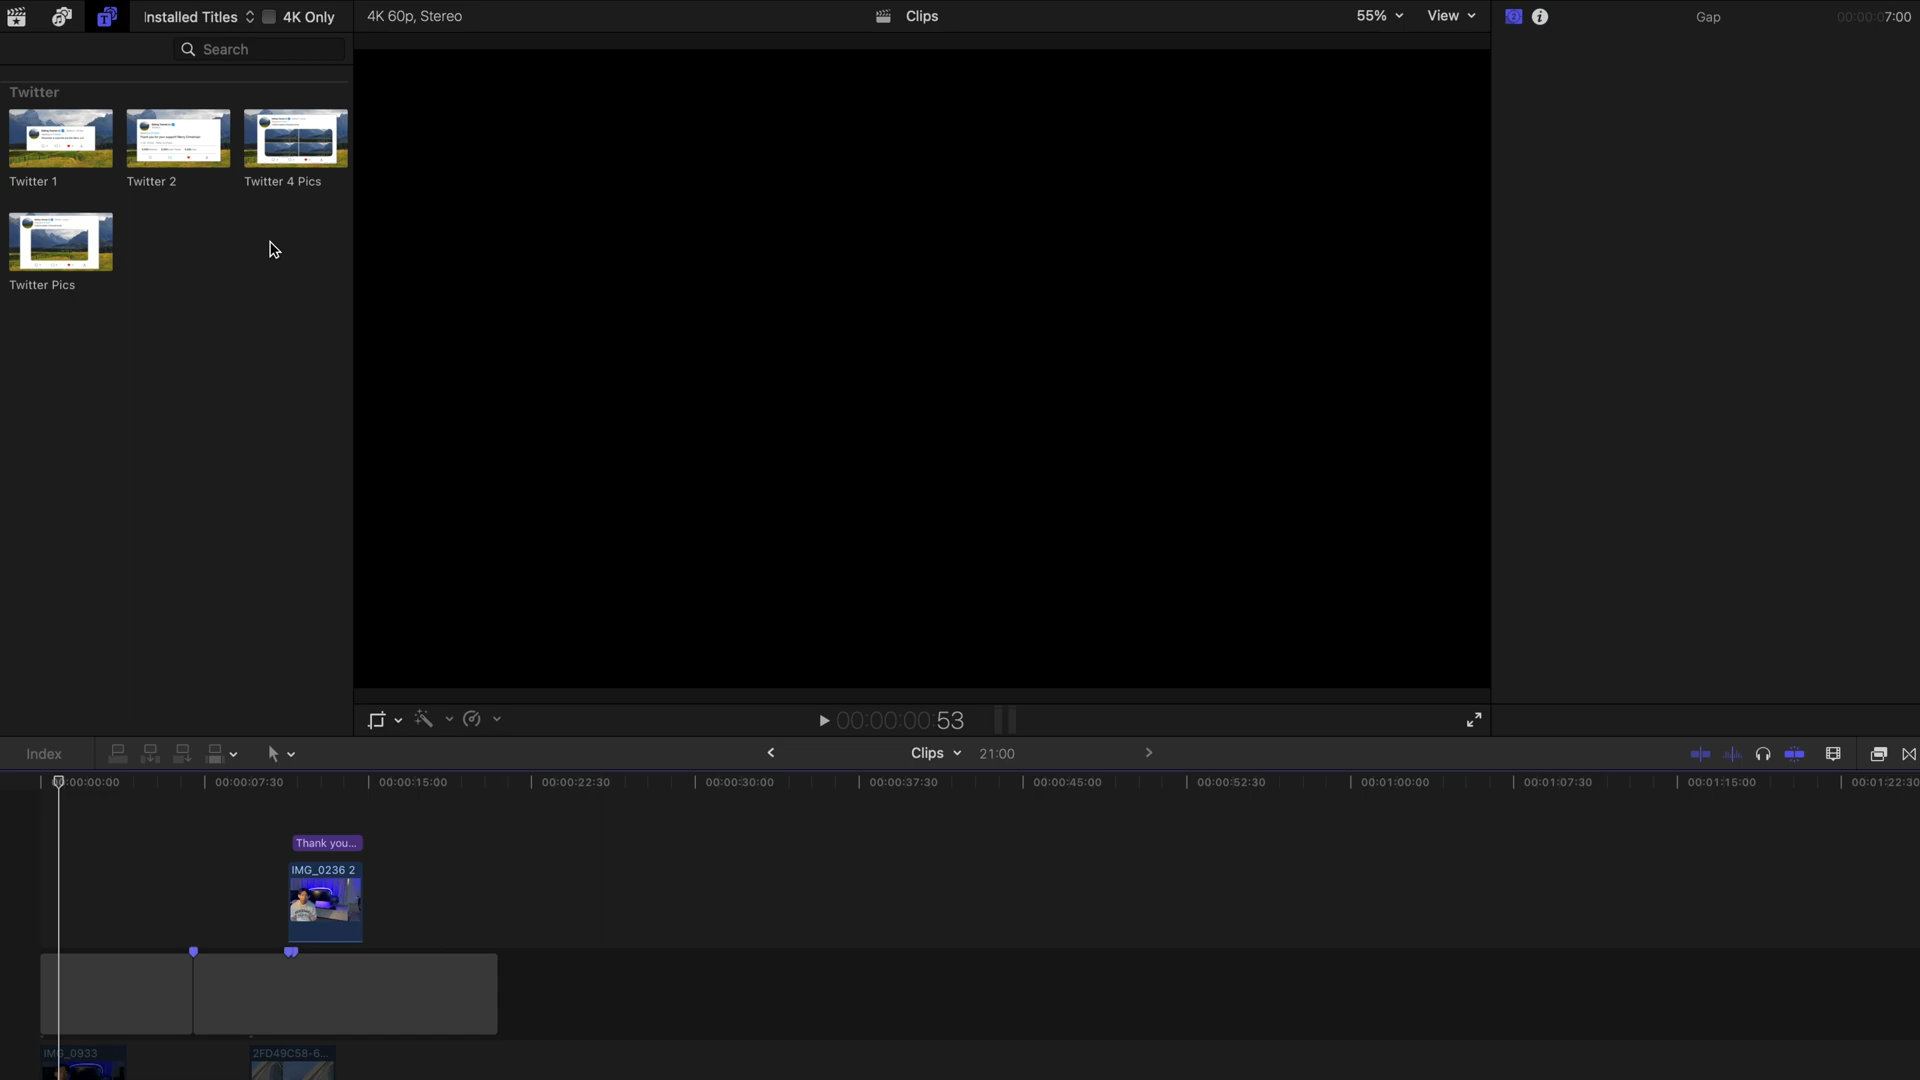 Installed Titles
4K Only
4K 60p, Stereo
Clips
55%
View
Gap
00:00:07:00
Search
Twitter
Twitter 1
Twitter 2
Twitter 4 Pics
Twitter Pics
00:00:00:53
Index
Clips
21:00
00:00:00:00
00:00:07:30
00:00:15:00
00:00:22:30
00:00:30:00
00:00:37:30
00:00:45:00
00:00:52:30
00:01:00:00
00:01:07:30
00:01:15:00
00:01:22:30
Thank you...
IMG_0236 2
IMG_0933
2FD49C58-6...